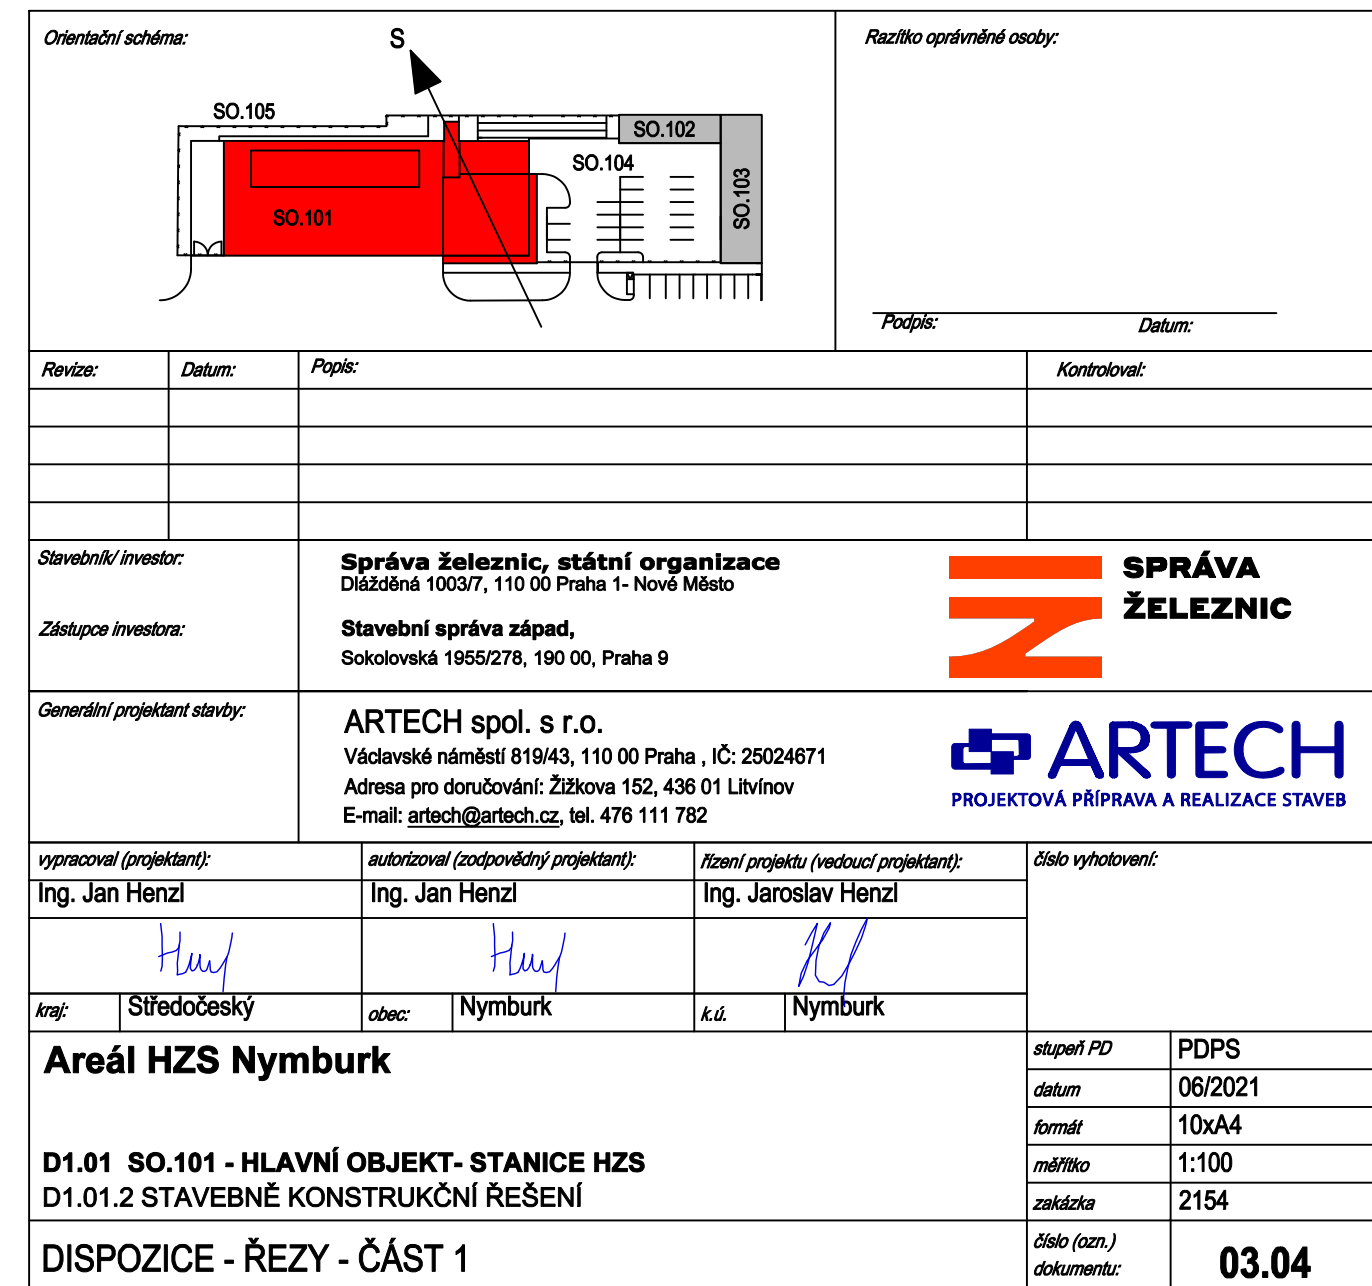 Orientační schéma:
S
SO.105
SO.102
SO.104
SO.103
SO.101
Razítko oprávněné osoby:
Podpis: Datum:
Revize: Datum: Popis: Kontroloval:
Stavebník/ investor:
Správa železnic, státní organizace
Dlážděná 1003/7, 110 00 Praha 1- Nové Město
Zástupce investora:
Stavební správa západ,
Sokolovská 1955/278, 190 00, Praha 9
SPRÁVA
ŽELEZNIC
Generální projektant stavby:
ARTECH spol. s r.o.
Václavské náměstí 819/43, 110 00 Praha , IČ: 25024671
Adresa pro doručování: Žižkova 152, 436 01 Litvínov
E-mail: artech@artech.cz, tel. 476 111 782
ARTECH
PROJEKTOVÁ PŘÍPRAVA A REALIZACE STAVEB
vypracoval (projektant): autorizoval (zodpovědný projektant): řízení projektu (vedoucí projektant): číslo vyhotovení:
Ing. Jan Henzl Ing. Jan Henzl Ing. Jaroslav Henzl
kraj: Středočeský obec: Nymburk k.ú. Nymburk
Areál HZS Nymburk
D1.01 SO.101 - HLAVNÍ OBJEKT- STANICE HZS
D1.01.2 STAVEBNĚ KONSTRUKČNÍ ŘEŠENÍ
DISPOZICE - ŘEZY - ČÁST 1
stupeň PD PDPS
datum 06/2021
formát 10xA4
měřítko 1:100
zakázka 2154
číslo (ozn.)
dokumentu: 03.04